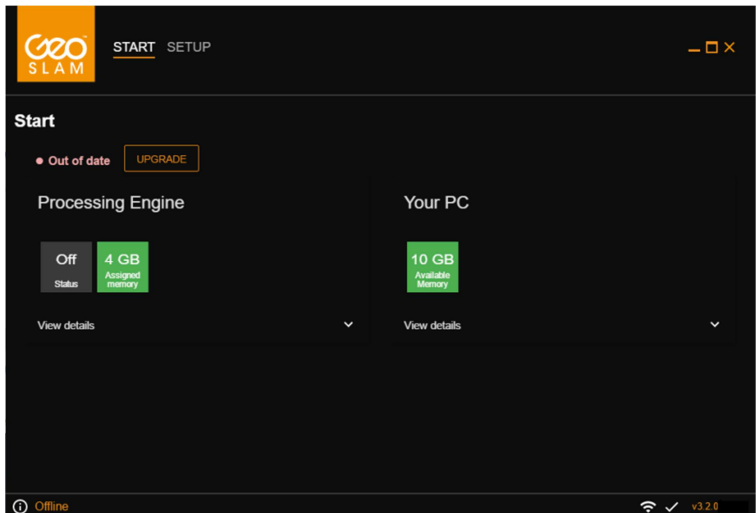 Geo
SLAM
START SETUP
Start
Out of date UPGRADE
Processing Engine
Your PC
Off
Status
4 GB
Assigned
memory
10 GB
Available
Memory
View details
View details
Offline
v3.2.0